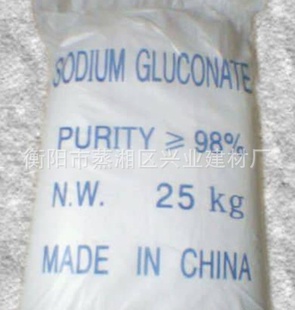 SODIUM GLUCONATE
PURITY ≥ 98%
衡阳市蒸湘区兴业建材厂
N.W. 25 kg
MADE IN CHINA